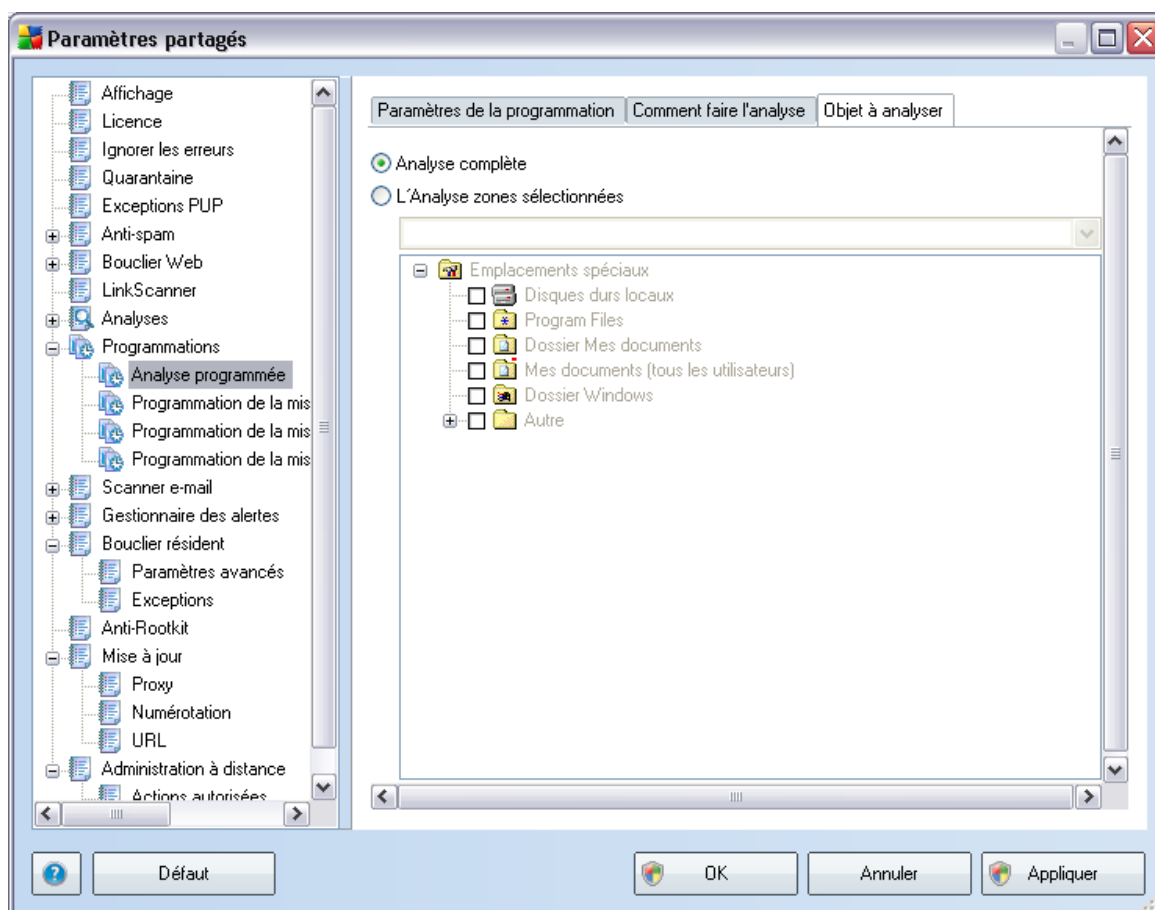 Paramètres partagés
Affichage
Licence
Ignorer les erreurs
Quarantaine
Exceptions PUP
Anti-spam
Bouclier Web
LinkScanner
Analyses
Programmations
Analyse programmée
Programmation de la mis
Programmation de la mis
Programmation de la mis
Scanner e-mail
Gestionnaire des alertes
Bouclier résident
Paramètres avancés
Exceptions
Anti-Rootkit
Mise à jour
Proxy
Numérotation
URL
Administration à distance
Actions autorisées
Paramètres de la programmation
Comment faire l'analyse
Objet à analyser
Analyse complète
L´Analyse zones sélectionnées
Emplacements spéciaux
Disques durs locaux
Program Files
Dossier Mes documents
Mes documents (tous les utilisateurs)
Dossier Windows
Autre
Défaut
OK
Annuler
Appliquer